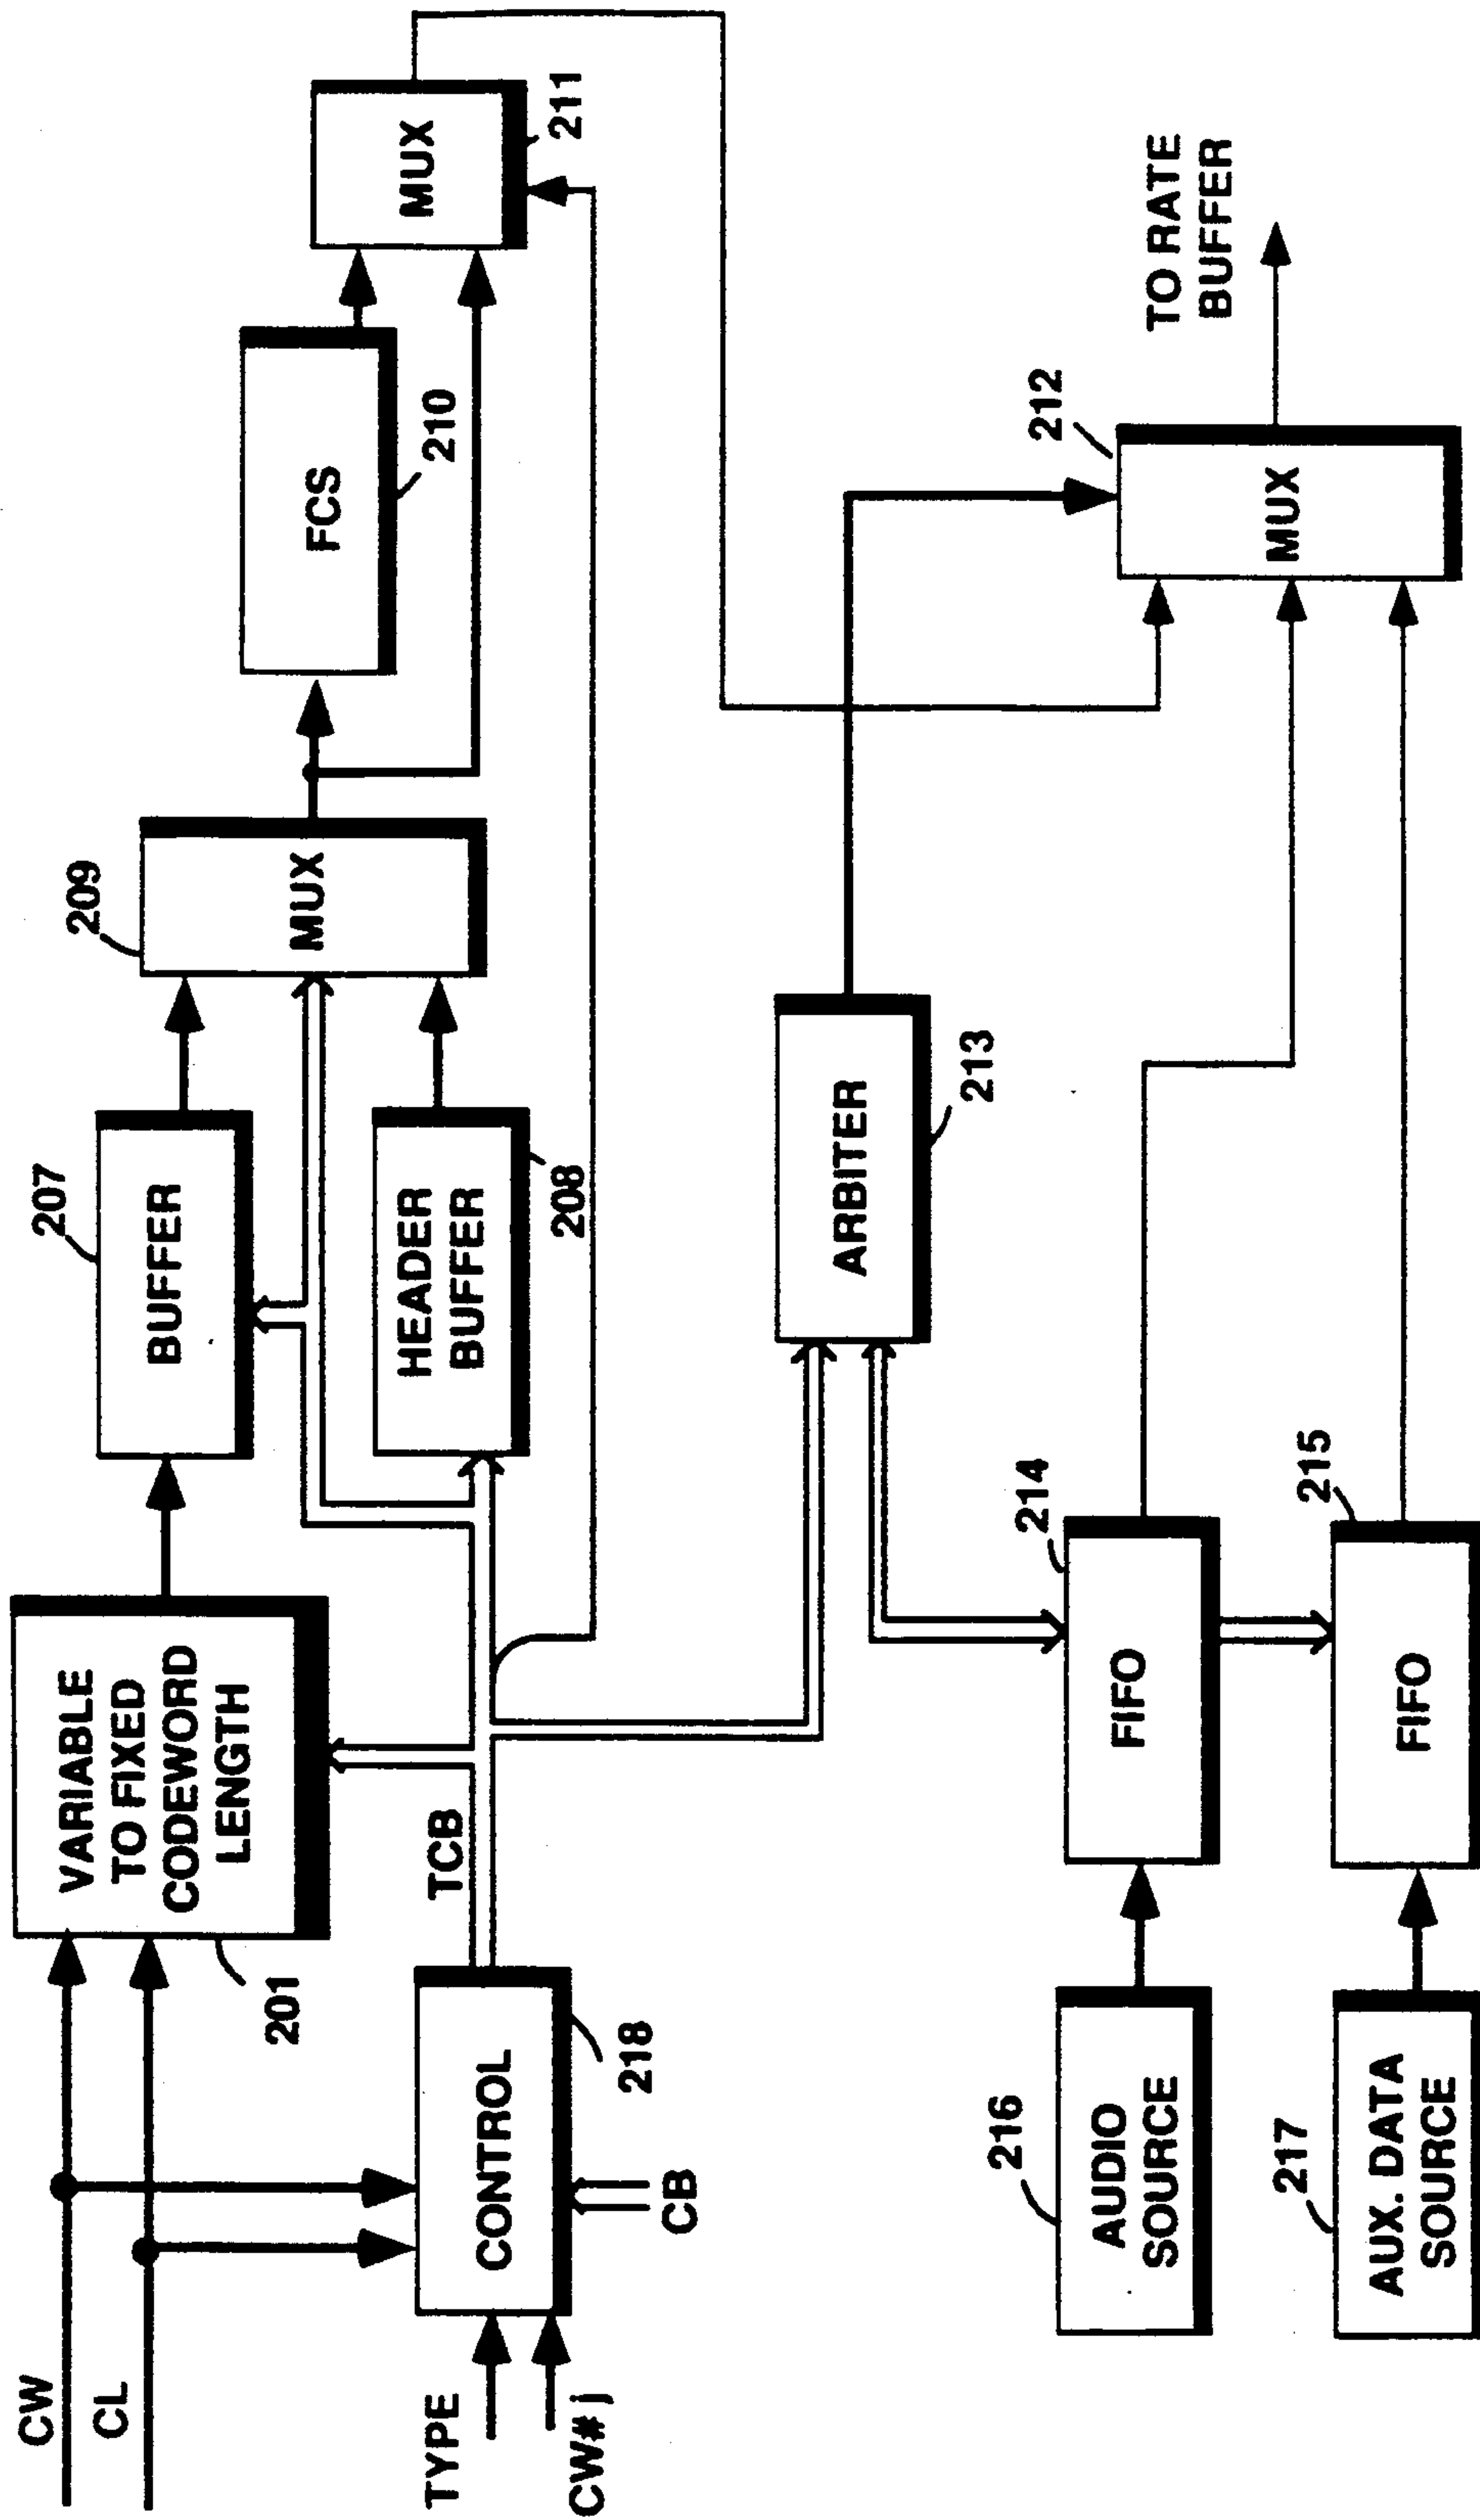 CW
CL
TYPE
CW# j
CONTROL
218
CB
TCB
VARIABLE
TO FIXED
CODEWORD
LENGTH
201
BUFFER
207
HEADER
BUFFER
208
MUX
209
FCS
210
MUX
211
ARBITER
213
AUDIO
SOURCE
216
AUX. DATA
SOURCE
217
FIFO
214
FIFO
215
MUX
212
TO RATE
BUFFER